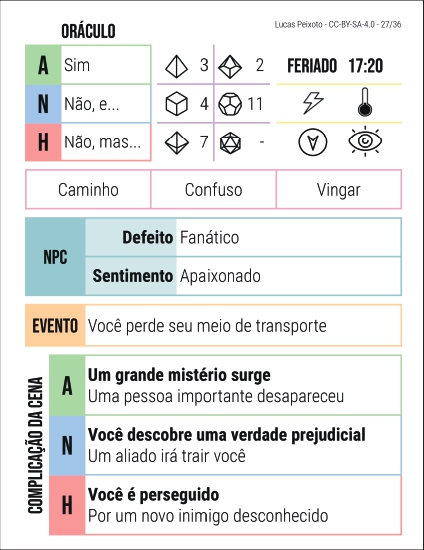 Lucas Peixoto - CC-BY-SA-4.0 - 27/36
ORÁCULO
A Sim
N Não, e...
H Não, mas...
3 2
4 11
7 -
FERIADO 17:20
Caminho Confuso Vingar
NPC
Defeito Fanático
Sentimento Apaixonado
EVENTO Você perde seu meio de transporte
COMPLICAÇÃO DA CENA
A
Um grande mistério surge
Uma pessoa importante desapareceu
N
Você descobre uma verdade prejudicial
Um aliado irá trair você
H
Você é perseguido
Por um novo inimigo desconhecido